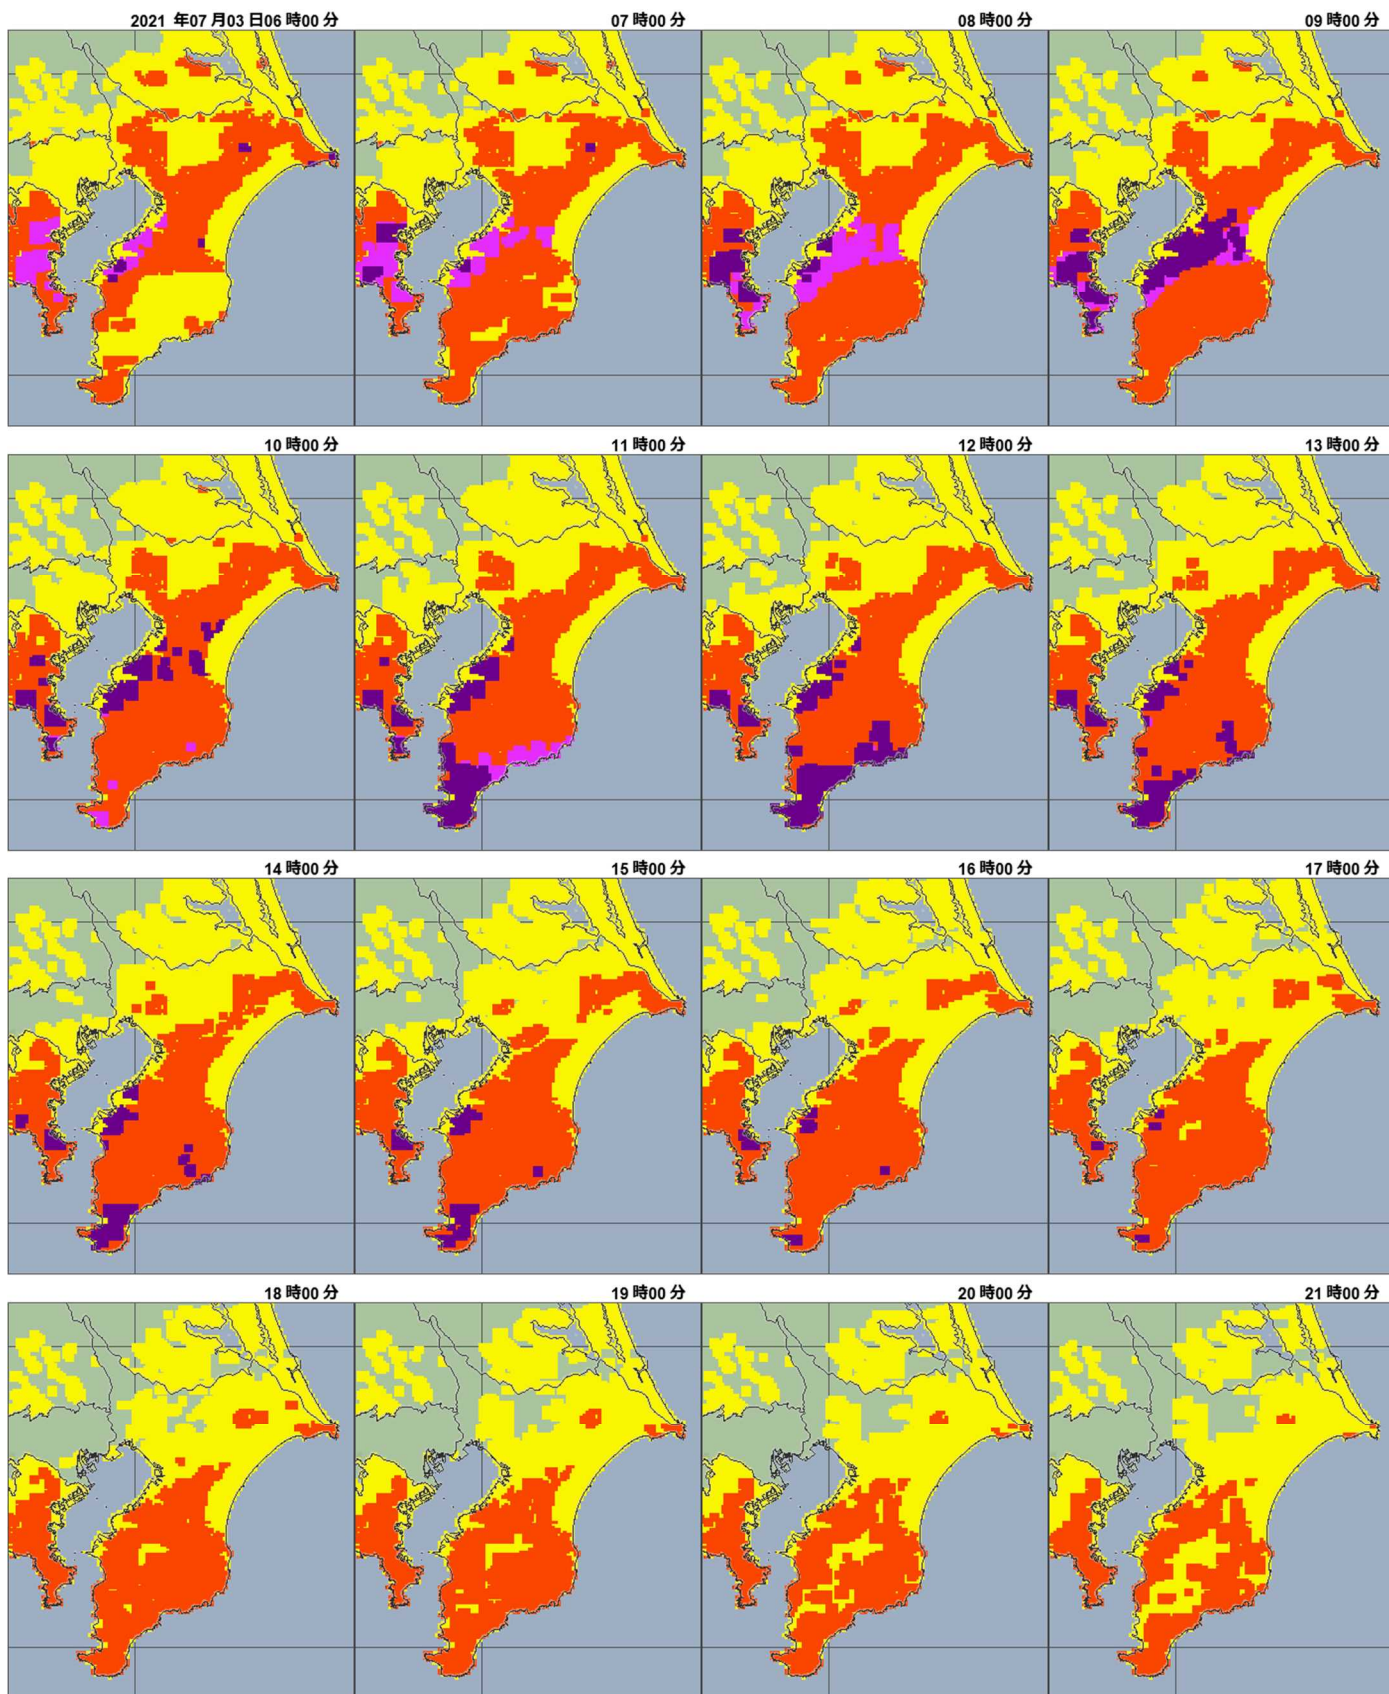 2021 年07 月03 日06 時00 分
07 時00 分
08 時00 分
09 時00 分
10 時00 分
11 時00 分
12 時00 分
13 時00 分
14 時00 分
15 時00 分
16 時00 分
17 時00 分
18 時00 分
19 時00 分
20 時00 分
21 時00 分